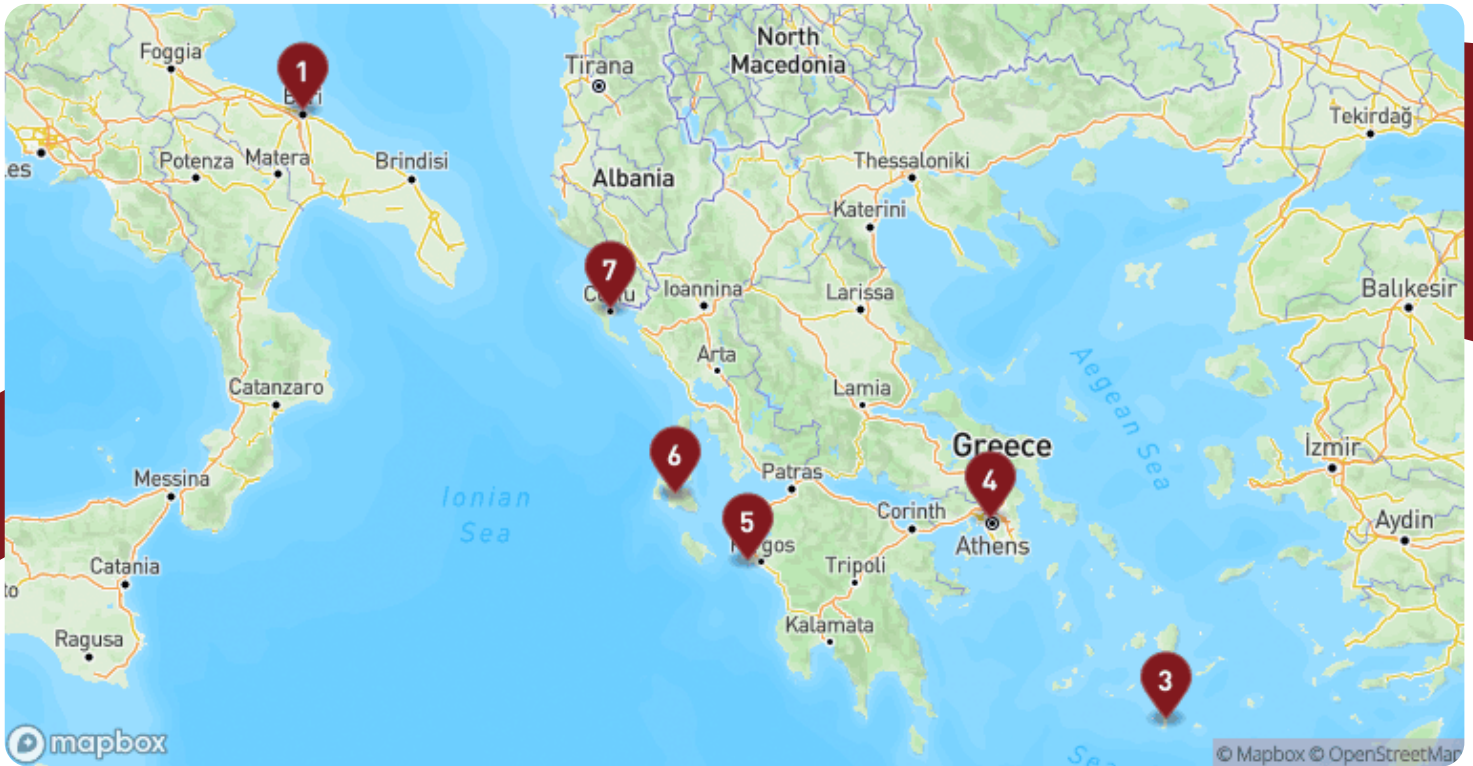 North
Macedonia
Foggia
Tirana
1
Tekirdağ
Potenza
Matera
Brindisi
Thessaloniki
Albania
Katerini
7
Ioannina
Larissa
Balıkesir
Arta
Aegean Sea
Catanzaro
Lamia
Greece
İzmir
6
Messina
Patras
4
Ionian
Sea
Corinth
5
Aydin
Athens
Catania
Tripoli
Kalamata
Ragusa
3
mapbox
© Mapbox © OpenStreetMap